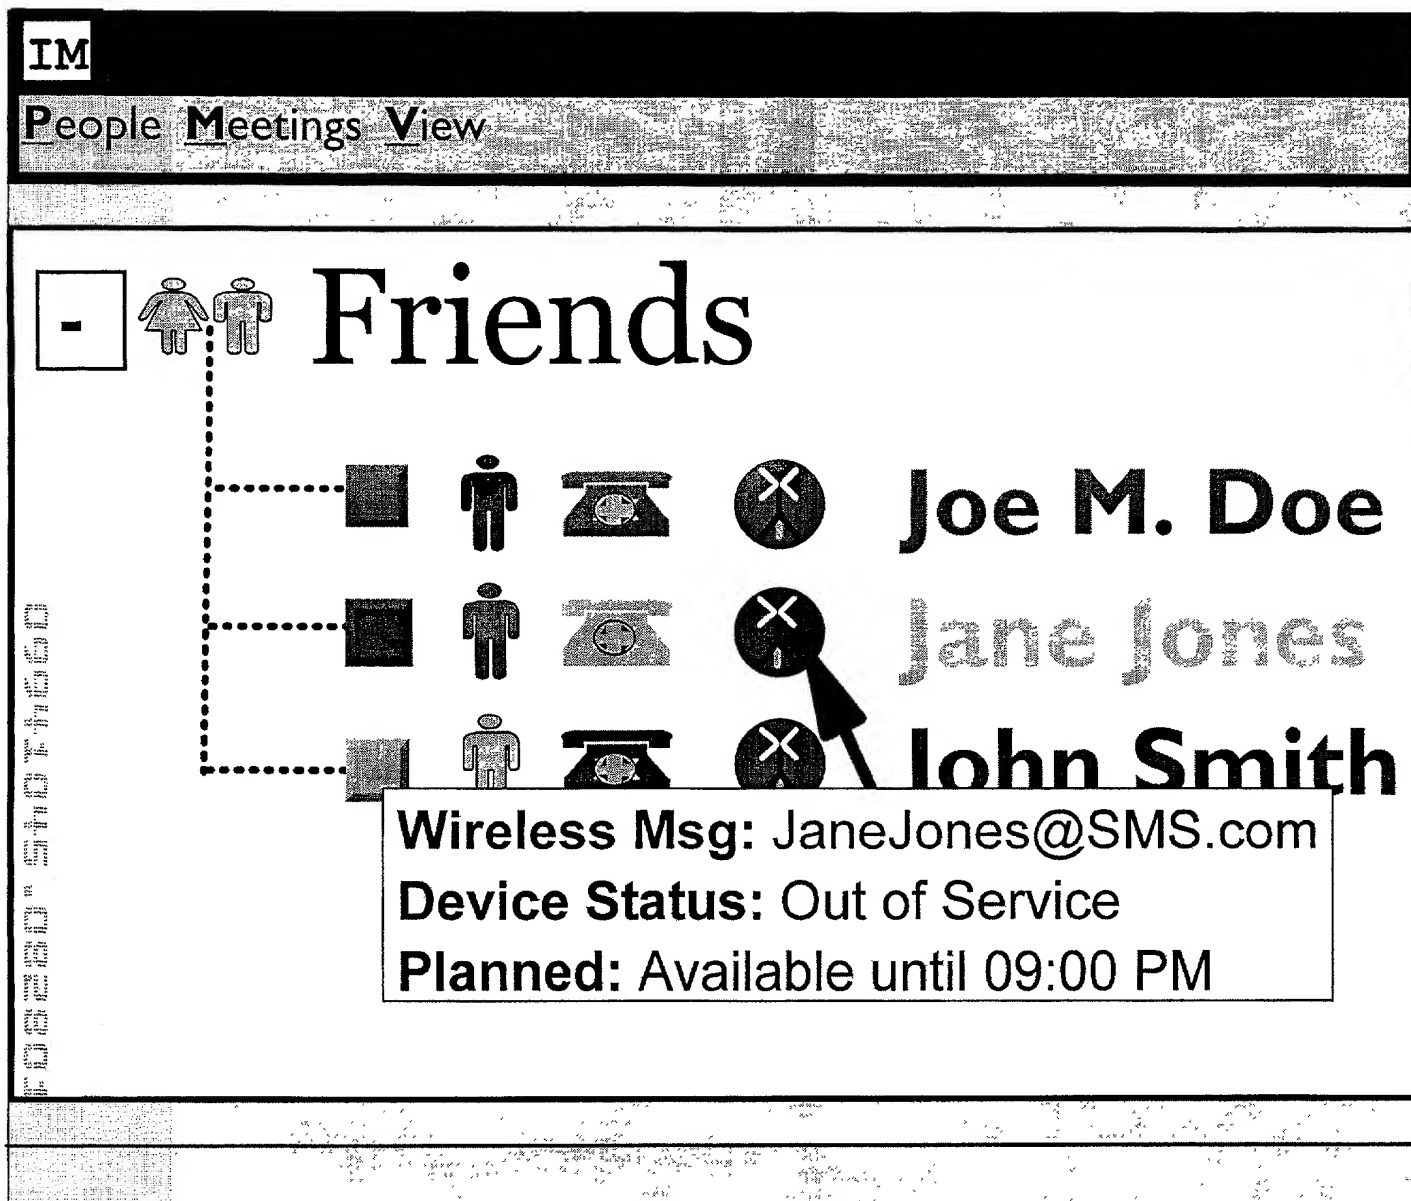 IM
People Meetings View
- Friends
Joe M. Doe
Jane Jones
John Smith
Wireless Msg: JaneJones@SMS.com
Device Status: Out of Service
Planned: Available until 09:00 PM